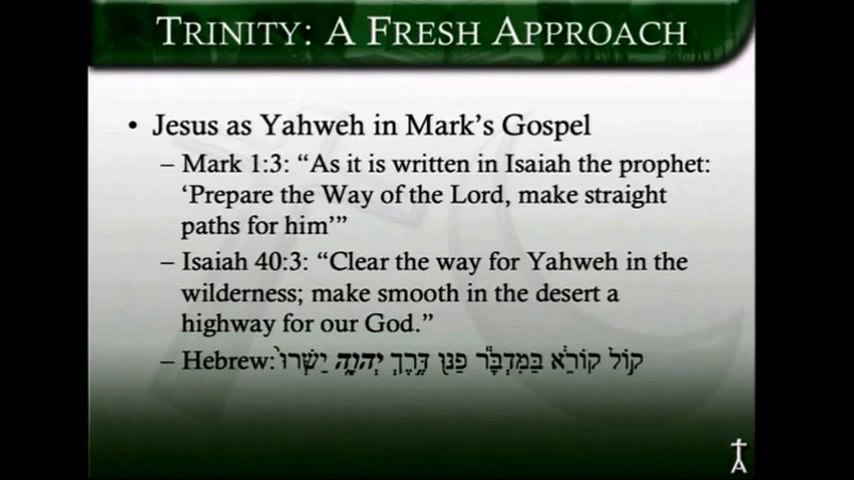 TRINITY: A FRESH APPROACH
• Jesus as Yahweh in Mark’s Gospel
– Mark 1:3: “As it is written in Isaiah the prophet:
‘Prepare the Way of the Lord, make straight
paths for him’”
– Isaiah 40:3: “Clear the way for Yahweh in the
wilderness; make smooth in the desert a
highway for our God.”
– Hebrew: קוֹל קוֹרֵ֔א בַּמִּדְבָּ֕ר פַּנּ֖וּ דֶּ֣רֶךְ יְהוָ֑ה יַשְּׁרוּ֙